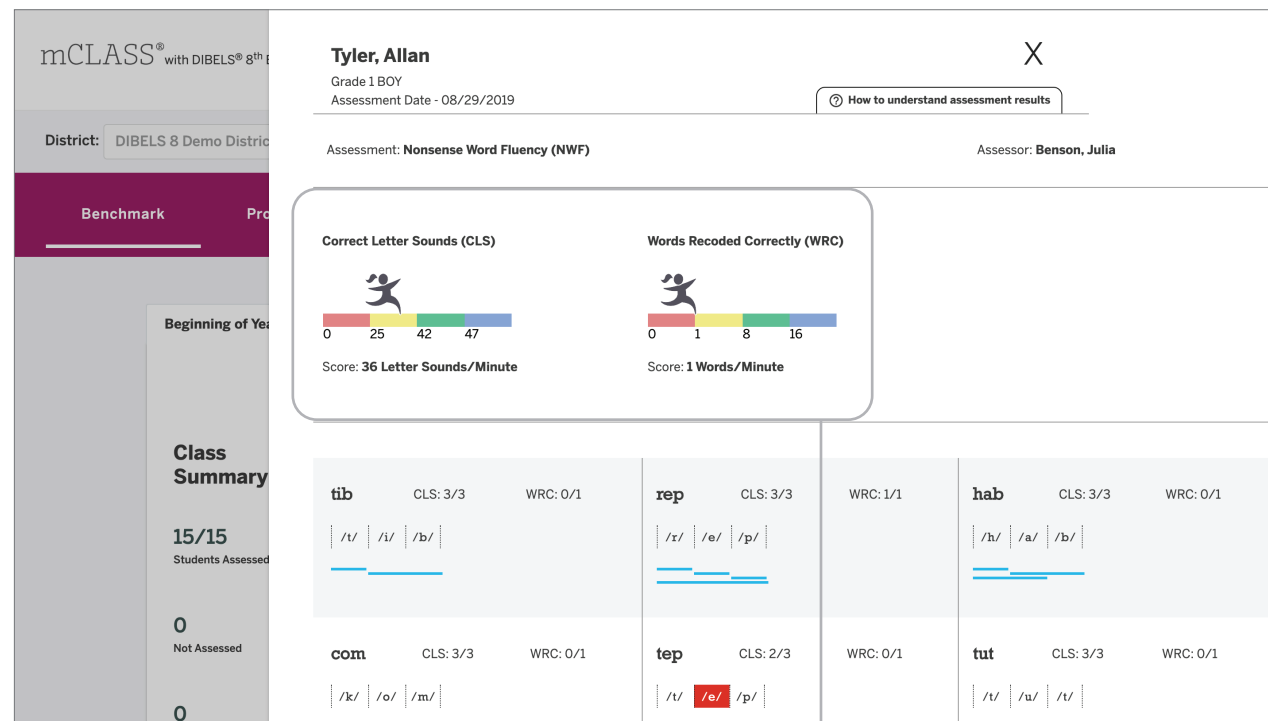 mCLASS® with DIBELS® 8th E
District: DIBELS 8 Demo Distric
Benchmark Pro
Beginning of Yea
Class
Summary
15/15
Students Assessed
0
Not Assessed
0
Tyler, Allan
X
Grade 1 BOY
Assessment Date - 08/29/2019
? How to understand assessment results
Assessment: Nonsense Word Fluency (NWF) Assessor: Benson, Julia
Correct Letter Sounds (CLS) Words Recoded Correctly (WRC)
0 25 42 47 0 1 8 16
Score: 36 Letter Sounds/Minute Score: 1 Words/Minute
tib CLS: 3/3 WRC: 0/1 rep CLS: 3/3 WRC: 1/1 hab CLS: 3/3 WRC: 0/1
/t/ /i/ /b/ /r/ /e/ /p/ /h/ /a/ /b/
com CLS: 3/3 WRC: 0/1 tep CLS: 2/3 WRC: 0/1 tut CLS: 3/3 WRC: 0/1
/k/ /o/ /m/ /t/ /e/ /p/ /t/ /u/ /t/